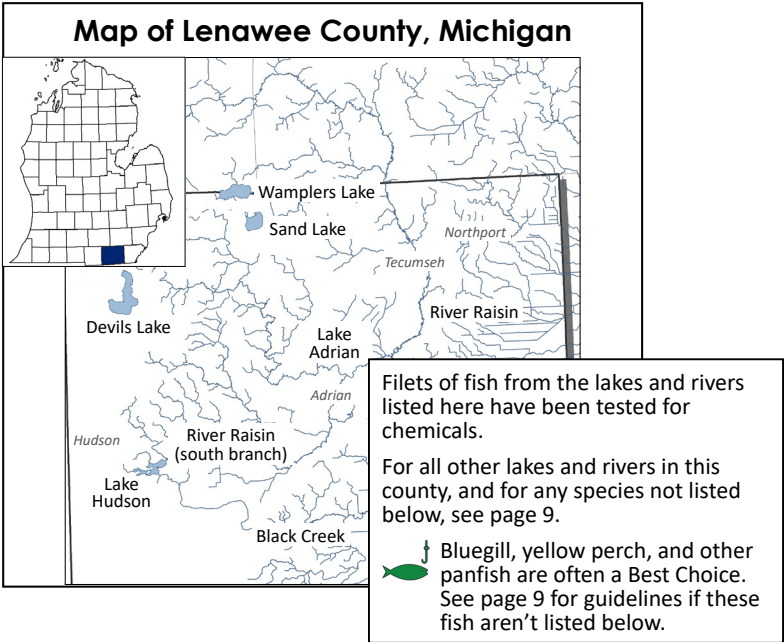 Map of Lenawee County, Michigan
Wamplers Lake
Sand Lake
Northport
Tecumseh
Devils Lake
River Raisin
Lake
Adrian
Adrian
Hudson
River Raisin
(south branch)
Lake
Hudson
Black Creek
Filets of fish from the lakes and rivers
listed here have been tested for
chemicals.
For all other lakes and rivers in this
county, and for any species not listed
below, see page 9.
Bluegill, yellow perch, and other
panfish are often a Best Choice.
See page 9 for guidelines if these
fish aren’t listed below.